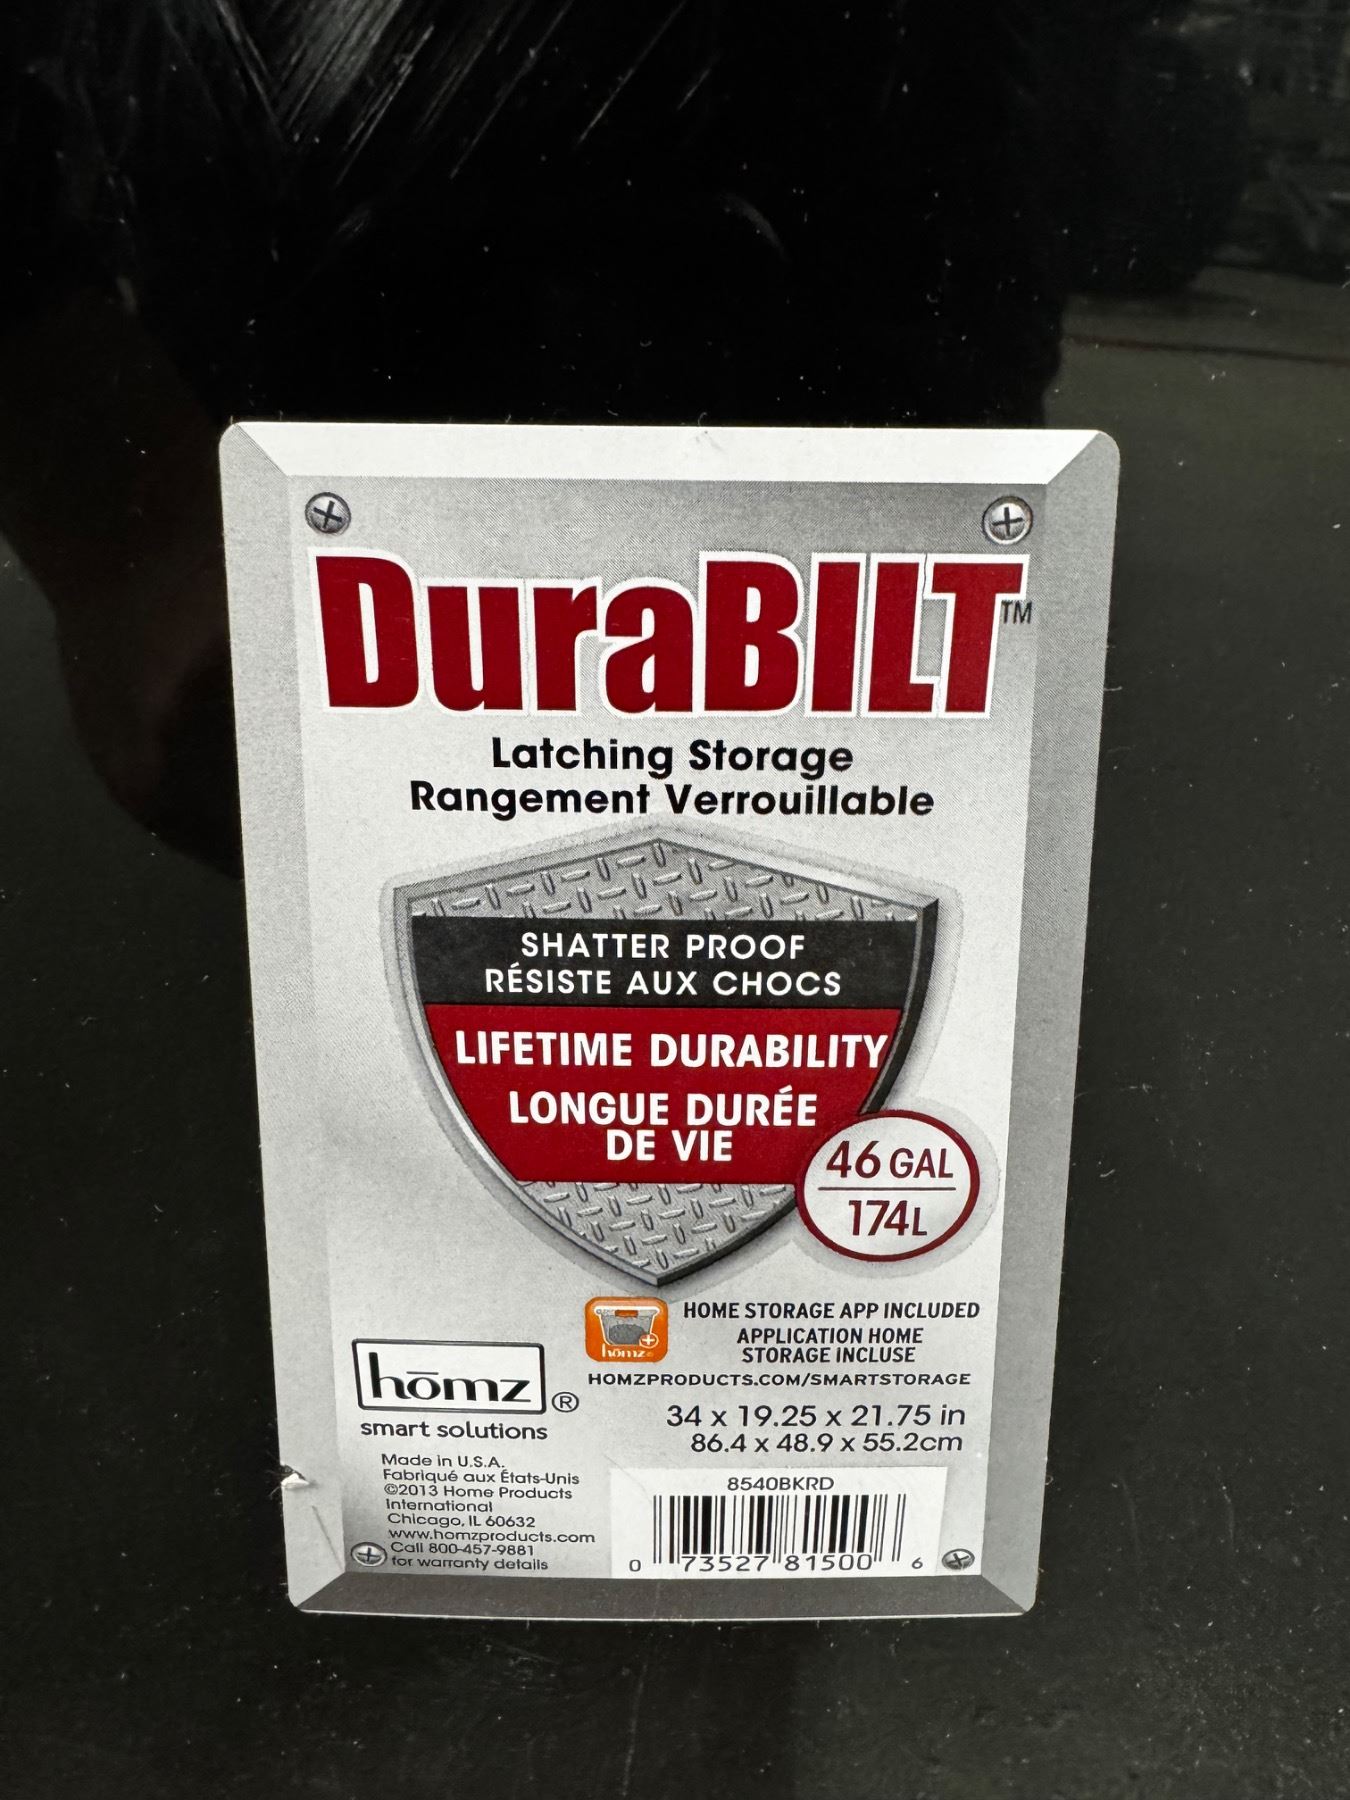 DuraBILT™
Latching Storage
Rangement Verrouillable
SHATTER PROOF
RÉSISTE AUX CHOCS
LIFETIME DURABILITY
LONGUE DURÉE
DE VIE
46 GAL
174L
HOME STORAGE APP INCLUDED
APPLICATION HOME
STORAGE INCLUSE
hōmz
HOMZPRODUCTS.COM/SMARTSTORAGE
hōmz®
smart solutions
34 x 19.25 x 21.75 in
86.4 x 48.9 x 55.2cm
Made in U.S.A.
Fabriqué aux États-Unis
©2013 Home Products
International
Chicago, IL 60632
www.homzproducts.com
Call 800-457-9881
for warranty details
8540BKRD
0 73527 81500 6